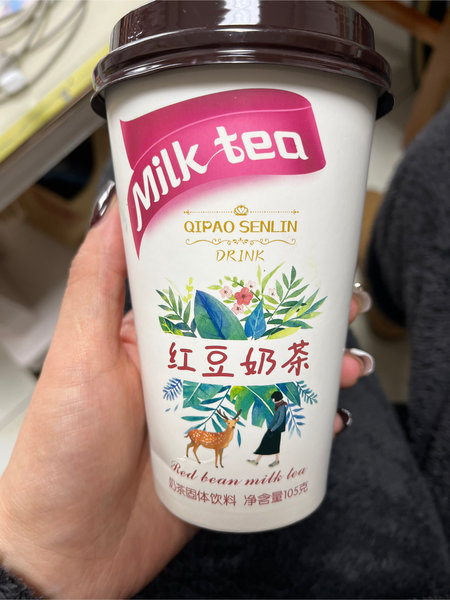 Milk tea
QIPAO SENLIN
DRINK
红豆奶茶
Red bean milk tea
奶茶固体饮料 净含量105克